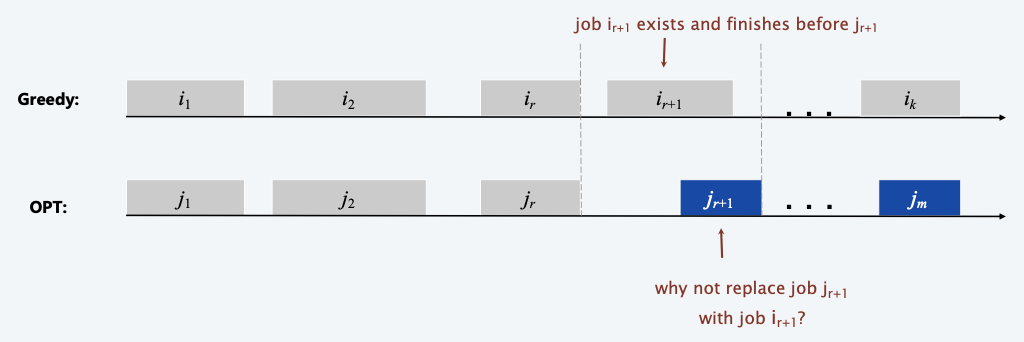 job i_{r+1} exists and finishes before j_{r+1}
Greedy: i_1 i_2 i_r i_{r+1} . . . i_k
OPT: j_1 j_2 j_r j_{r+1} . . . j_m
why not replace job j_{r+1}
with job i_{r+1}?